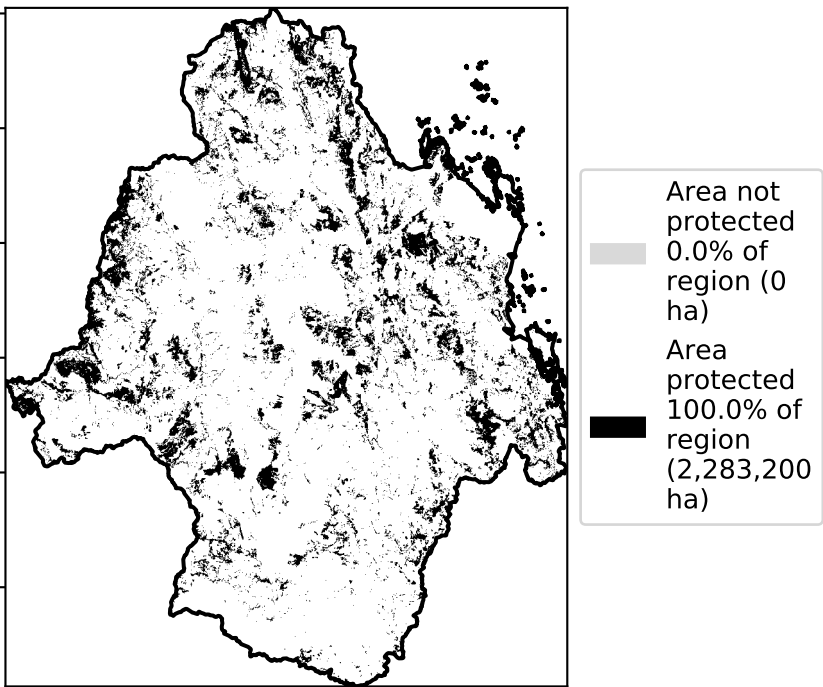 Area not
protected
0.0% of
region (0
ha)
Area
protected
100.0% of
region
(2,283,200
ha)